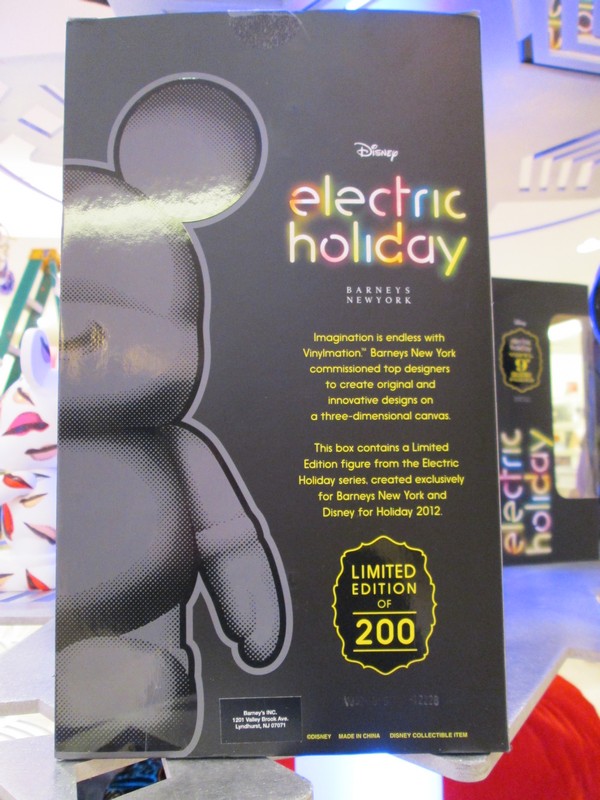 Disney
electric
holiday
BARNEYS
NEWYORK
Imagination is endless with
Vinylmation.™ Barneys New York
commissioned top designers
to create original and
innovative designs on
a three-dimensional canvas.
This box contains a Limited
Edition figure from the Electric
Holiday series, created exclusively
for Barneys New York and
Disney for Holiday 2012.
LIMITED
EDITION
OF
200
Barney's INC.
1201 Valley Brook Ave.
Lyndhurst, NJ 07071
©DISNEY MADE IN CHINA DISNEY COLLECTIBLE ITEM
electric
holiday